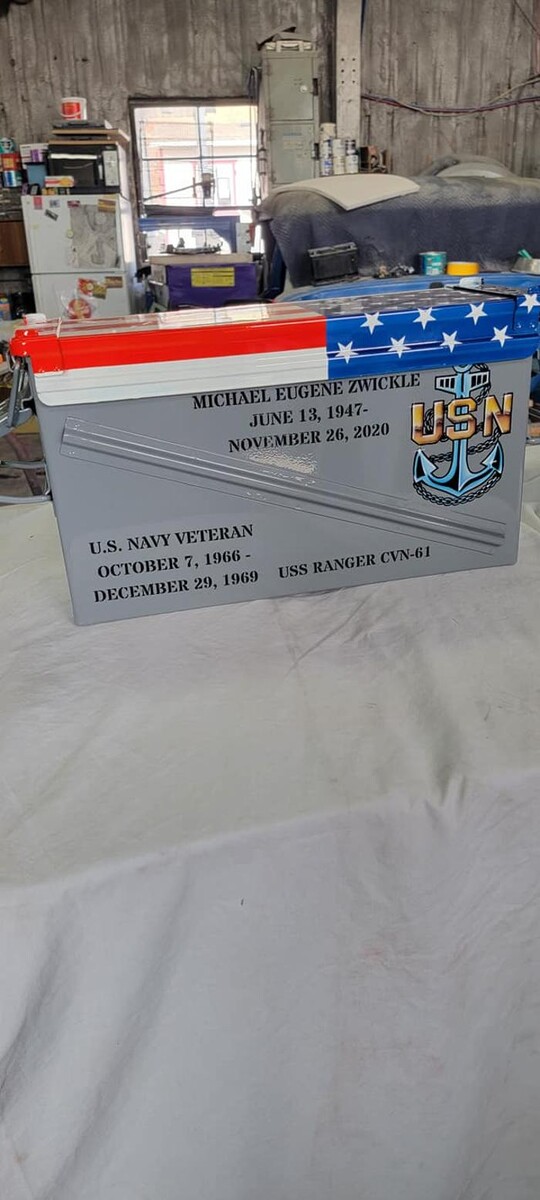 MICHAEL EUGENE ZWICKLE
JUNE 13, 1947-
NOVEMBER 26, 2020
USN
U.S. NAVY VETERAN
OCTOBER 7, 1966 -
DECEMBER 29, 1969
USS RANGER CVN-61